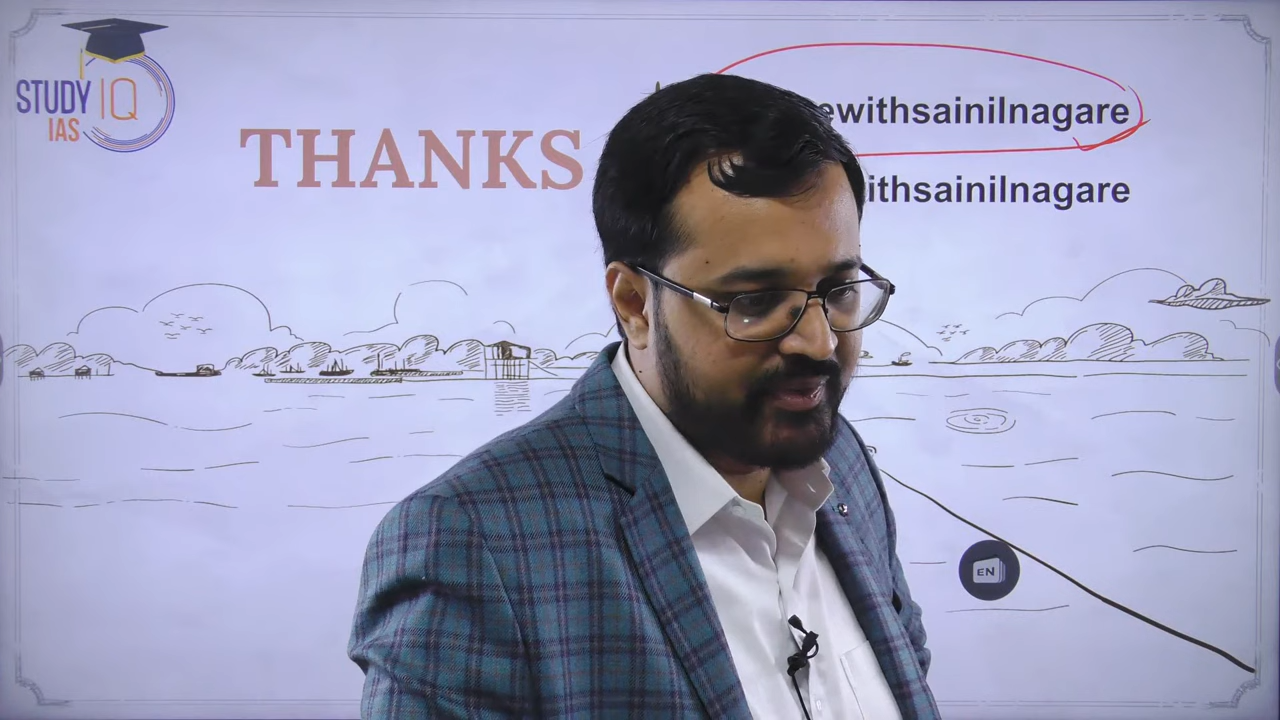 STUDY IQ
IAS
THANKS
ewithsainilnagare
ithsainilnagare
EN